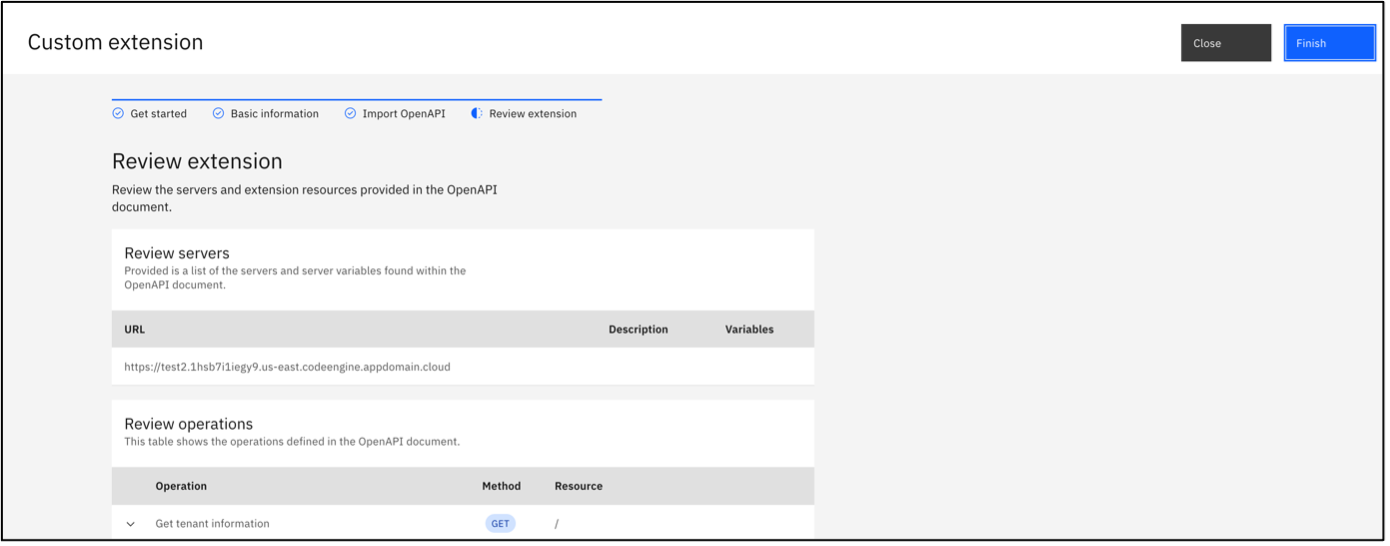 Custom extension
Close
Finish
Get started
Basic information
Import OpenAPI
Review extension
Review extension
Review the servers and extension resources provided in the OpenAPI
document.
Review servers
Provided is a list of the servers and server variables found within the
OpenAPI document.
URL
Description
Variables
https://test2.1hsb7i1iegy9.us-east.codeengine.appdomain.cloud
Review operations
This table shows the operations defined in the OpenAPI document.
Operation
Method
Resource
Get tenant information
GET
/